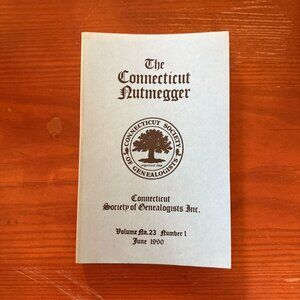 The
Connecticut
Nutmegger
CONNECTICUT SOCIETY
OF GENEALOGISTS
Connecticut
Society of Genealogists Inc.
Volume No. 23 Number 1
June 1990